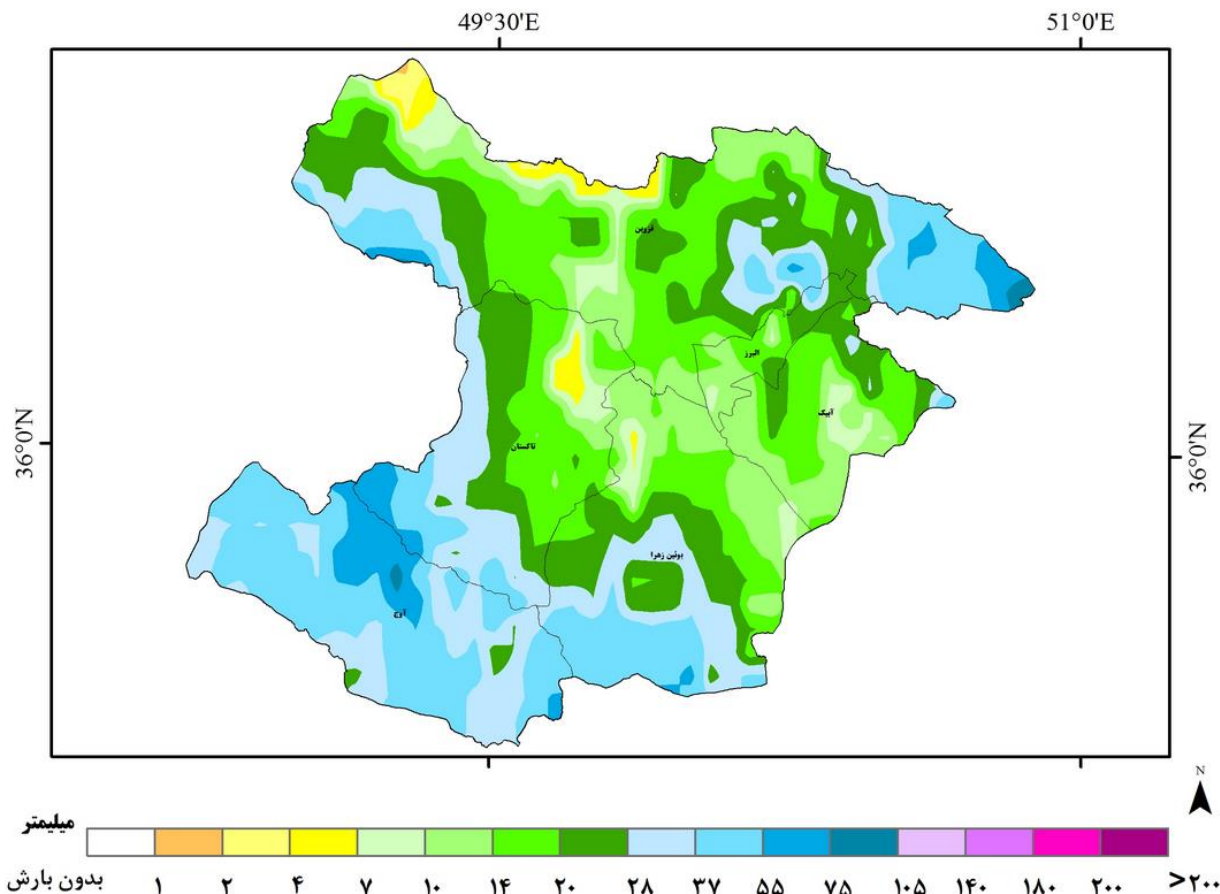 49°30'E 51°0'E
36°0'N 36°0'N
قزوین
البرز
آبیک
تاکستان
بوئین زهرا
آوج
N
میلیمتر
بدون بارش ۱ ۲ ۴ ۷ ۱۰ ۱۴ ۲۰ ۲۸ ۳۷ ۵۵ ۷۵ ۱۰۵ ۱۴۰ ۱۸۰ ۲۰۰ >۲۰۰